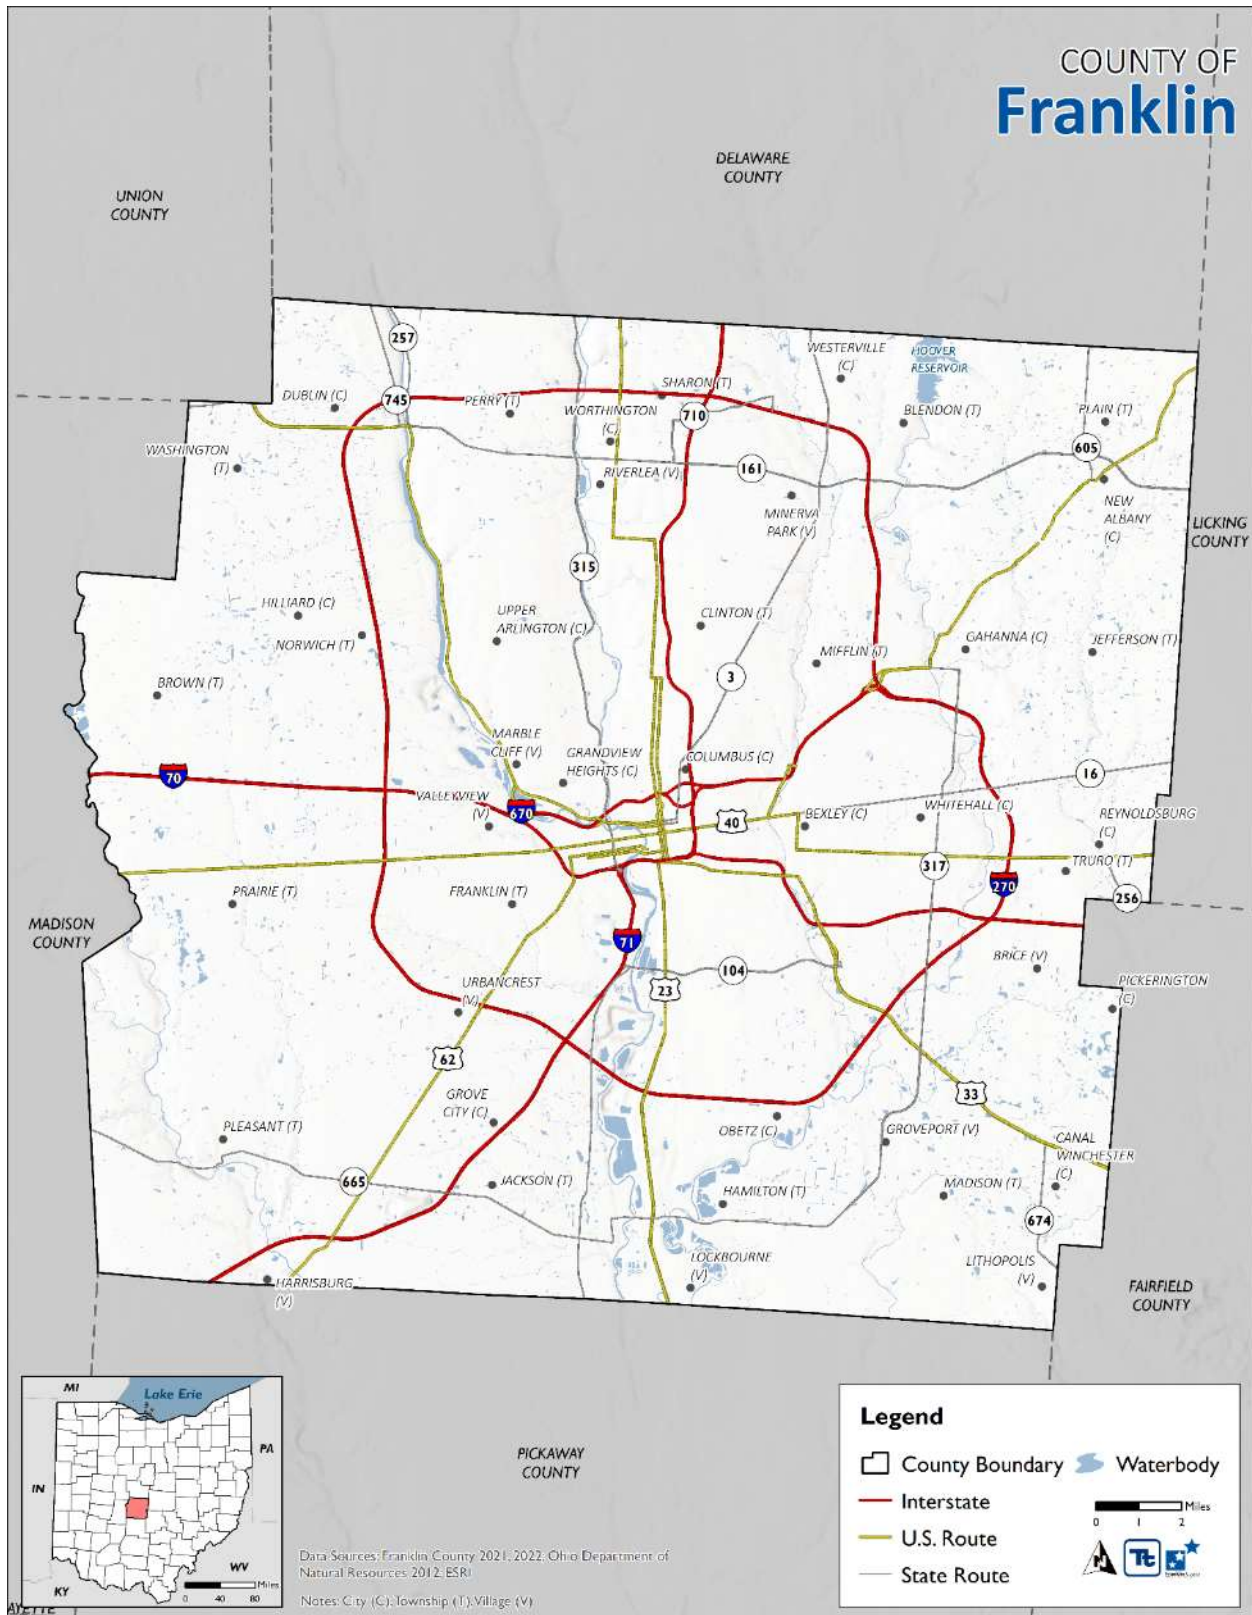 COUNTY OF
Franklin
DELAWARE
COUNTY
UNION
COUNTY
257
WESTERVILLE
(C)
HOOVER
RESERVOIR
DUBLIN (C)
745
PERRY (T)
SHARON (T)
WORTHINGTON
(C)
710
BLENDON (T)
PLAIN (T)
605
WASHINGTON
(T)
RIVERLEA (V)
161
MINERVA
PARK (V)
NEW
ALBANY
(C)
LICKING
COUNTY
315
HILLIARD (C)
NORWICH (T)
UPPER
ARLINGTON (C)
CLINTON (T)
MIFFLIN (T)
GAHANNA (C)
JEFFERSON (T)
BROWN (T)
3
MARBLE
CLIFF (V)
GRANDVIEW
HEIGHTS (C)
COLUMBUS (C)
70
16
VALLEYVIEW
(V)
670
40
BEXLEY (C)
WHITEHALL (C)
REYNOLDSBURG
(C)
TRURO (T)
317
270
256
PRAIRIE (T)
FRANKLIN (T)
MADISON
COUNTY
71
BRICE (V)
104
23
URBANCREST
(V)
PICKERINGTON
(C)
62
33
GROVE
CITY (C)
OBETZ (C)
GROVEPORT (V)
PLEASANT (T)
CANAL
WINCHESTER
(C)
665
JACKSON (T)
HAMILTON (T)
MADISON (T)
674
LOCKBOURNE
(V)
LITHOPOLIS
(V)
HARRISBURG
(V)
FAIRFIELD
COUNTY
PICKAWAY
COUNTY
MI
Lake Erie
PA
IN
WV
KY
Miles
0 40 80
AYETTE
Data Sources: Franklin County 2021, 2022; Ohio Department of
Natural Resources 2012; ESRI
Notes: City (C), Township (T), Village (V)
Legend
County Boundary
Waterbody
Interstate
U.S. Route
State Route
Miles
0 1 2
N
Tt